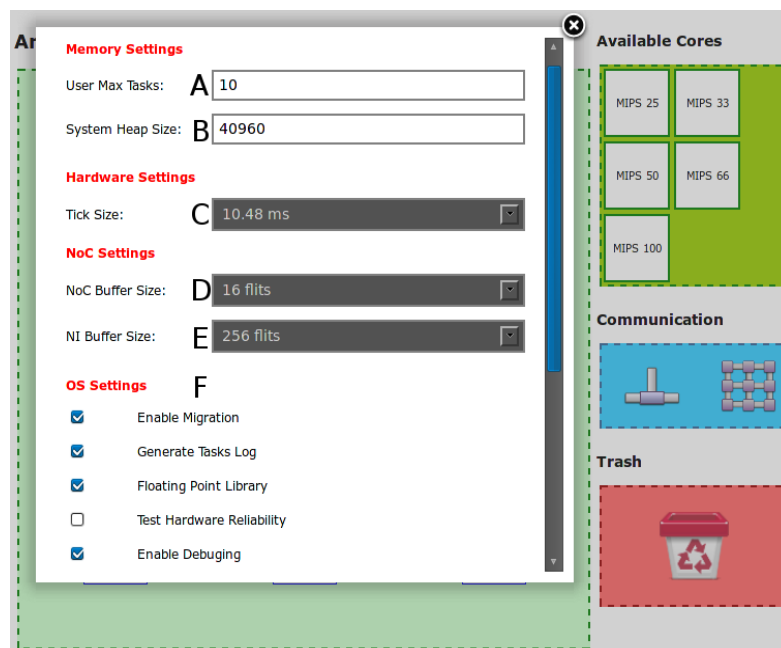 Ar
Memory Settings
User Max Tasks: A 10
System Heap Size: B 40960
Hardware Settings
Tick Size: C 10.48 ms
NoC Settings
NoC Buffer Size: D 16 flits
NI Buffer Size: E 256 flits
OS Settings F
Enable Migration
Generate Tasks Log
Floating Point Library
Test Hardware Reliability
Enable Debuging
Available Cores
MIPS 25 MIPS 33
MIPS 50 MIPS 66
MIPS 100
Communication
Trash